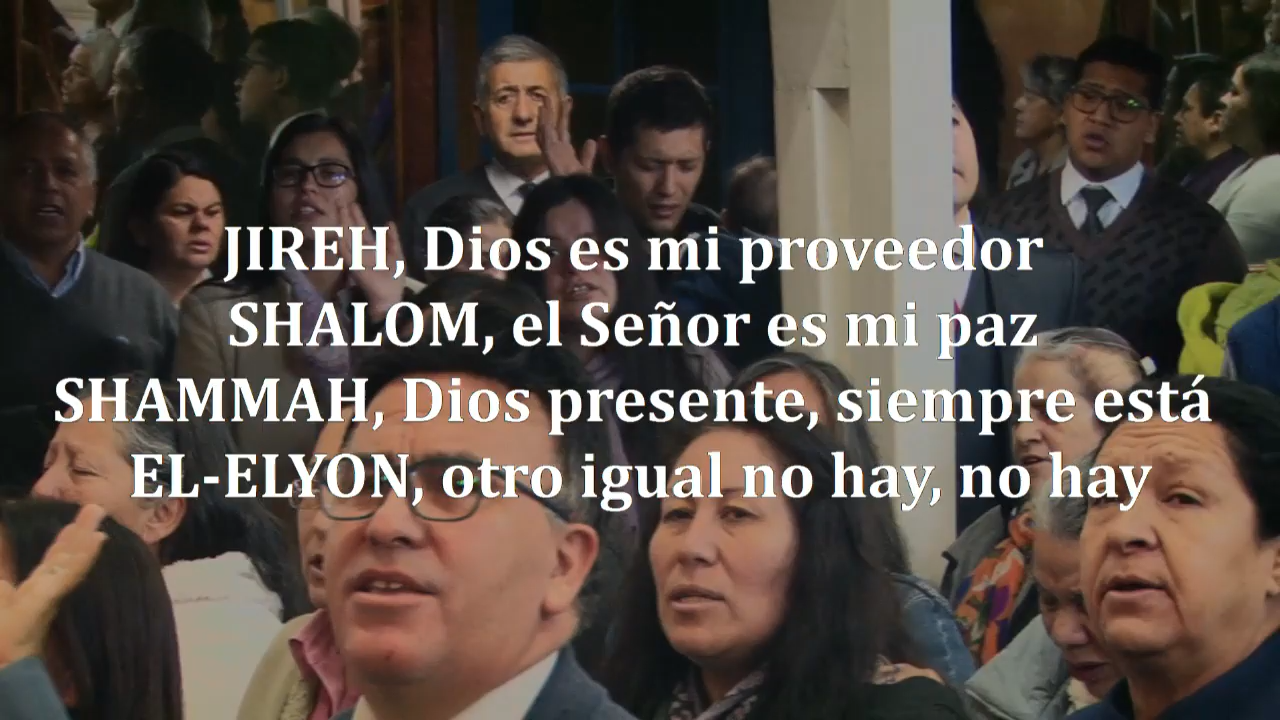 JIREH, Dios es mi proveedor
SHALOM, el Señor es mi paz
SHAMMAH, Dios presente, siempre está
EL-ELYON, otro igual no hay, no hay